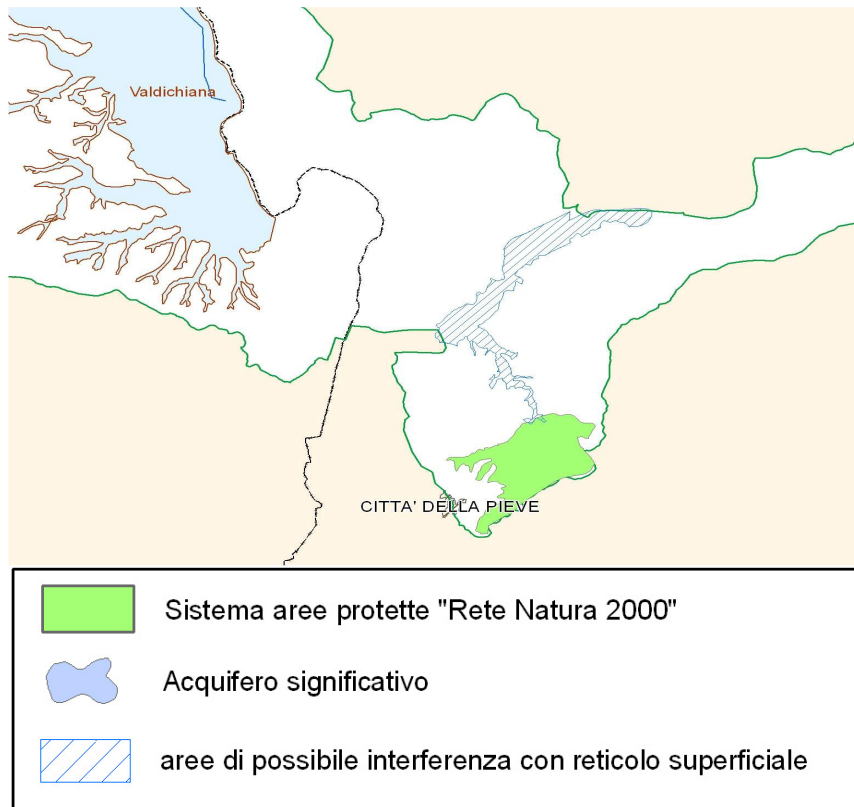 Valdichiana
CITTA' DELLA PIEVE
Sistema aree protette "Rete Natura 2000"
Acquifero significativo
aree di possibile interferenza con reticolo superficiale